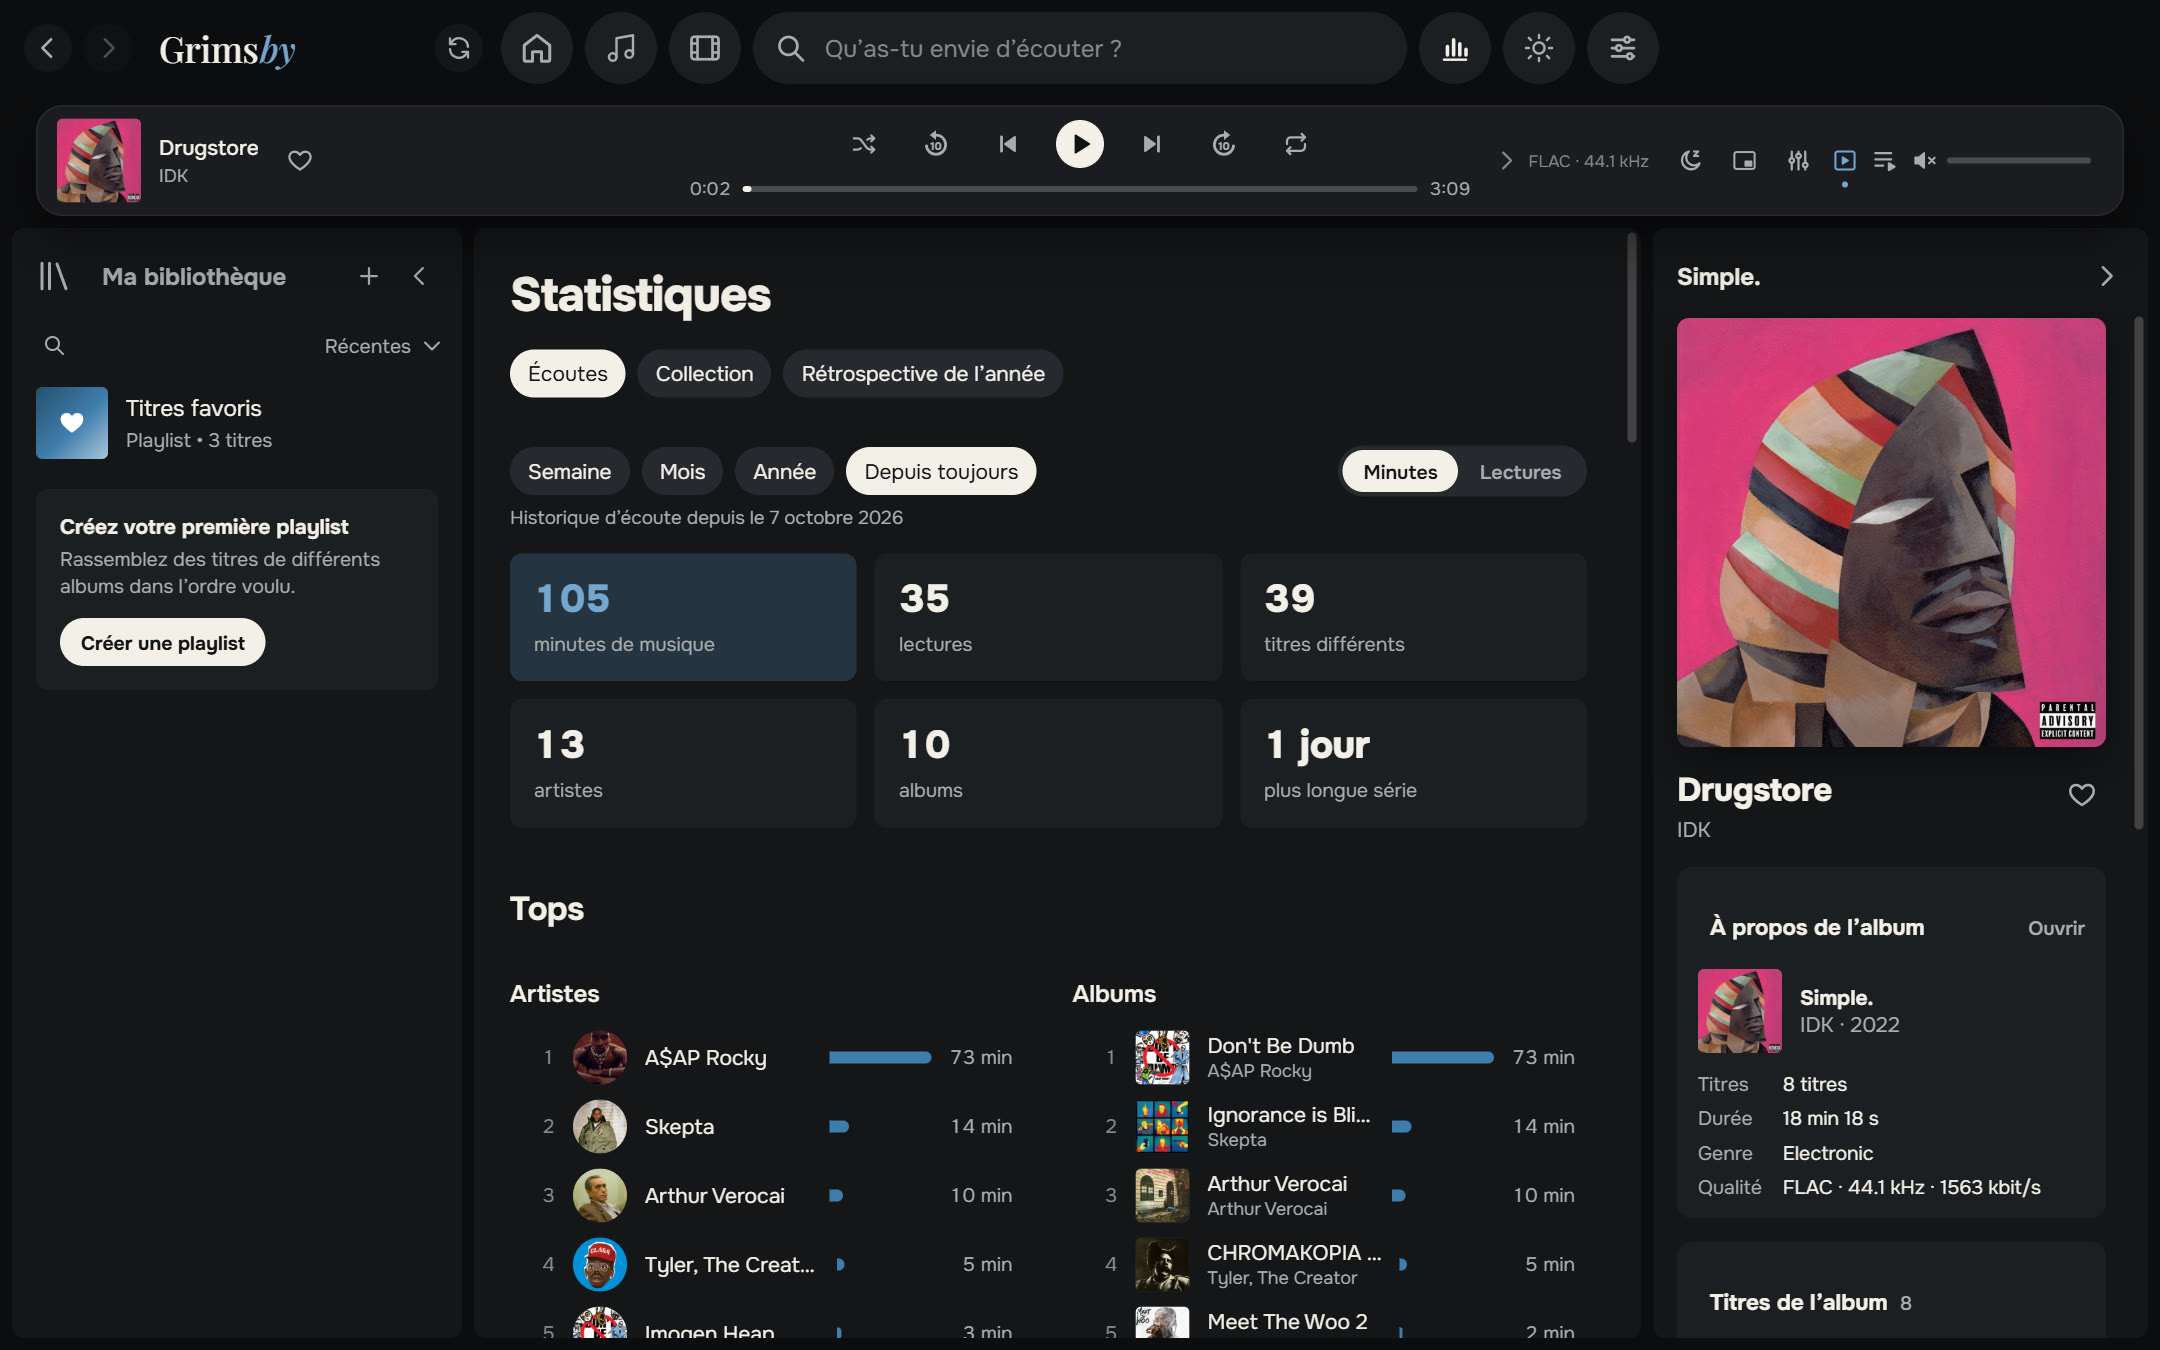 Grimsby
Qu’as-tu envie d’écouter ?
Drugstore
IDK
10
10
0:02
3:09
FLAC · 44.1 kHz
Ma bibliothèque
Récentes
Titres favoris
Playlist • 3 titres
Créez votre première playlist
Rassemblez des titres de différents
albums dans l’ordre voulu.
Créer une playlist
Statistiques
Écoutes
Collection
Rétrospective de l’année
Semaine
Mois
Année
Depuis toujours
Minutes
Lectures
Historique d’écoute depuis le 7 octobre 2026
105
minutes de musique
35
lectures
39
titres différents
13
artistes
10
albums
1 jour
plus longue série
Tops
Artistes
1 A$AP Rocky 73 min
2 Skepta 14 min
3 Arthur Verocai 10 min
4 Tyler, The Creat... 5 min
5 Imogen Heap 3 min
Albums
1 Don't Be Dumb 73 min
A$AP Rocky
2 Ignorance is Bli... 14 min
Skepta
3 Arthur Verocai 10 min
Arthur Verocai
4 CHROMAKOPIA ... 5 min
Tyler, The Creator
5 Meet The Woo 2 2 min
Simple.
PARENTAL
ADVISORY
EXPLICIT CONTENT
Drugstore
IDK
À propos de l’album
Ouvrir
Simple.
IDK · 2022
Titres 8 titres
Durée 18 min 18 s
Genre Electronic
Qualité FLAC · 44.1 kHz · 1563 kbit/s
Titres de l’album 8